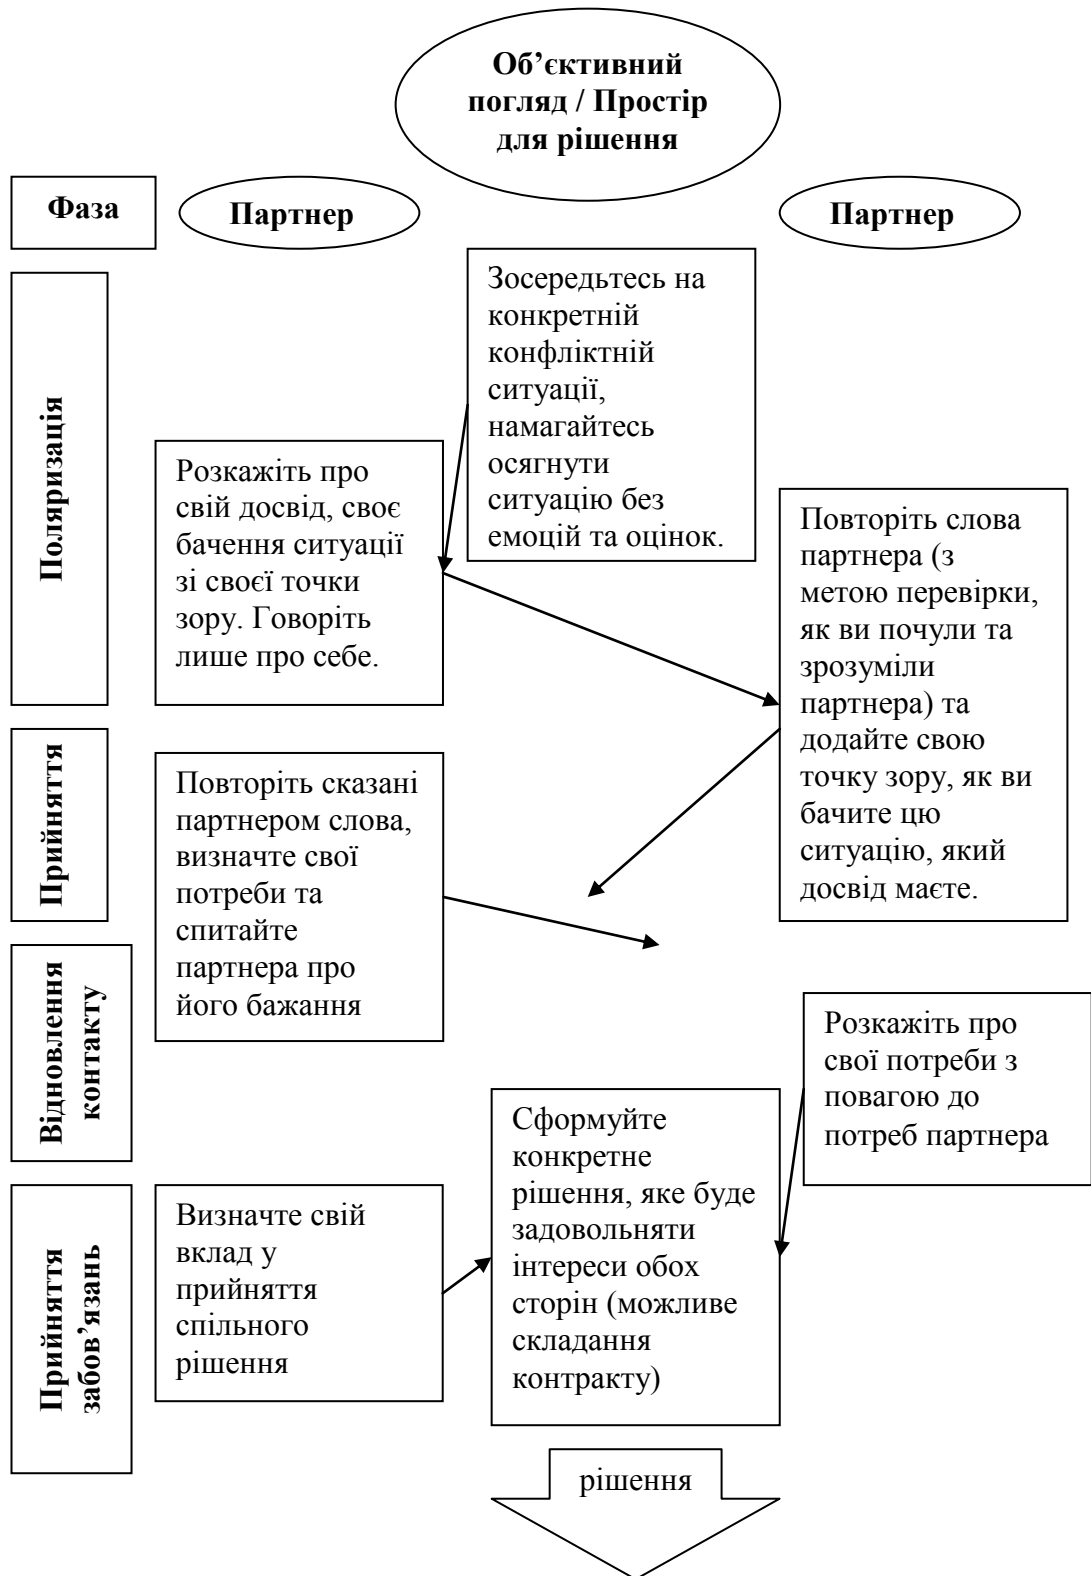 Об’єктивний
погляд / Простір
для рішення
Фаза
Партнер
Партнер
Поляризація
Зосередьтесь на
конкретній
конфліктній
ситуації,
намагайтесь
осягнути
ситуацію без
емоцій та оцінок.
Розкажіть про
свій досвід, своє
бачення ситуації
зі своєї точки
зору. Говоріть
лише про себе.
Повторіть слова
партнера (з
метою перевірки,
як ви почули та
зрозуміли
партнера) та
додайте свою
точку зору, як ви
бачите цю
ситуацію, який
досвід маєте.
Прийняття
Повторіть сказані
партнером слова,
визначте свої
потреби та
спитайте
партнера про
його бажання
Відновлення
контакту
Розкажіть про
свої потреби з
повагою до
потреб партнера
Прийняття
забов’язань
Визначте свій
вклад у
прийняття
спільного
рішення
Сформуйте
конкретне
рішення, яке буде
задовольняти
інтереси обох
сторін (можливе
складання
контракту)
рішення